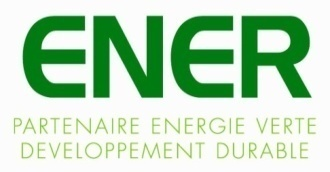 ENER
PARTENAIRE ENERGIE VERTE
DEVELOPPEMENT DURABLE